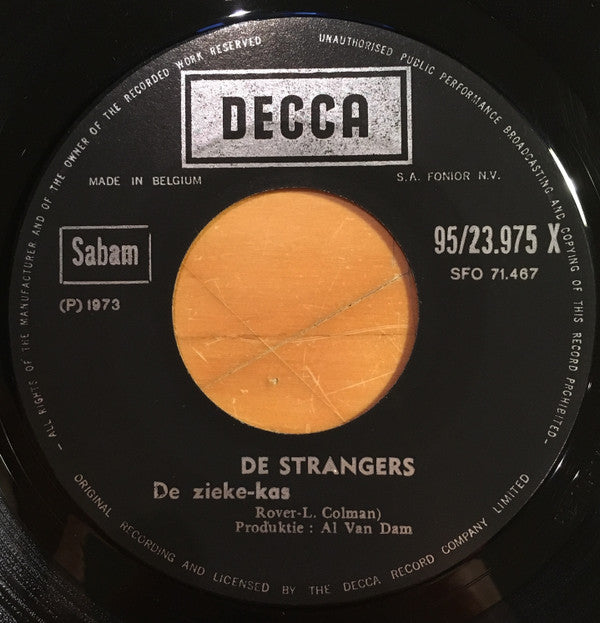 - ALL RIGHTS OF THE MANUFACTURER AND OF THE OWNER OF THE RECORDED WORK RESERVED
UNAUTHORISED PUBLIC PERFORMANCE BROADCASTING AND COPYING OF THIS RECORD PROHIBITED -
DECCA
MADE IN BELGIUM
S.A. FONIOR N.V.
Sabam
95/23.975 X
SFO 71.467
(P) 1973
DE STRANGERS
De zieke-kas
Rover-L. Colman)
Produktie : Al Van Dam
ORIGINAL RECORDING AND LICENSED BY THE DECCA RECORD COMPANY LIMITED